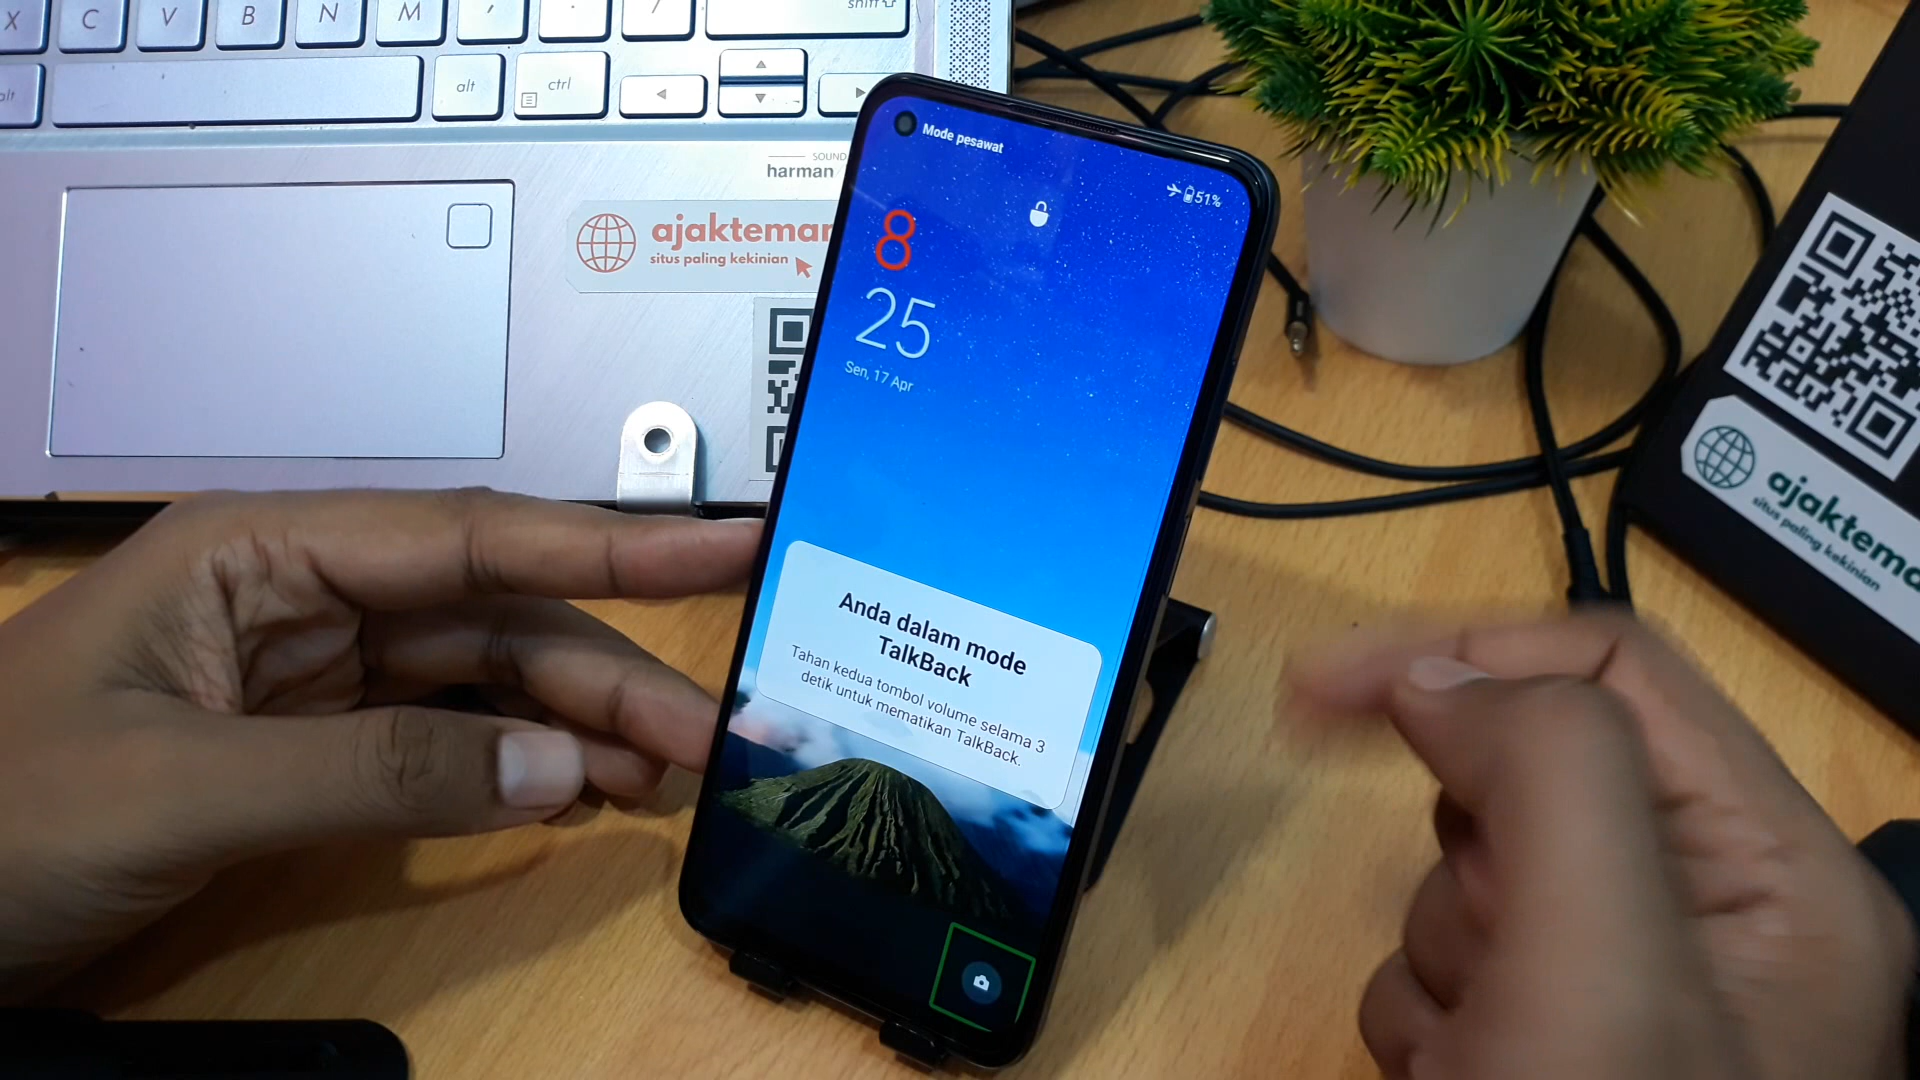 X C V B N M , . / shift
alt alt ctrl
SOUND
harman
ajakteman
situs paling kekinian
Mode pesawat
51%
8
25
Sen, 17 Apr
Anda dalam mode
TalkBack
Tahan kedua tombol volume selama 3
detik untuk mematikan TalkBack.
ajaktema
situs paling kekinian